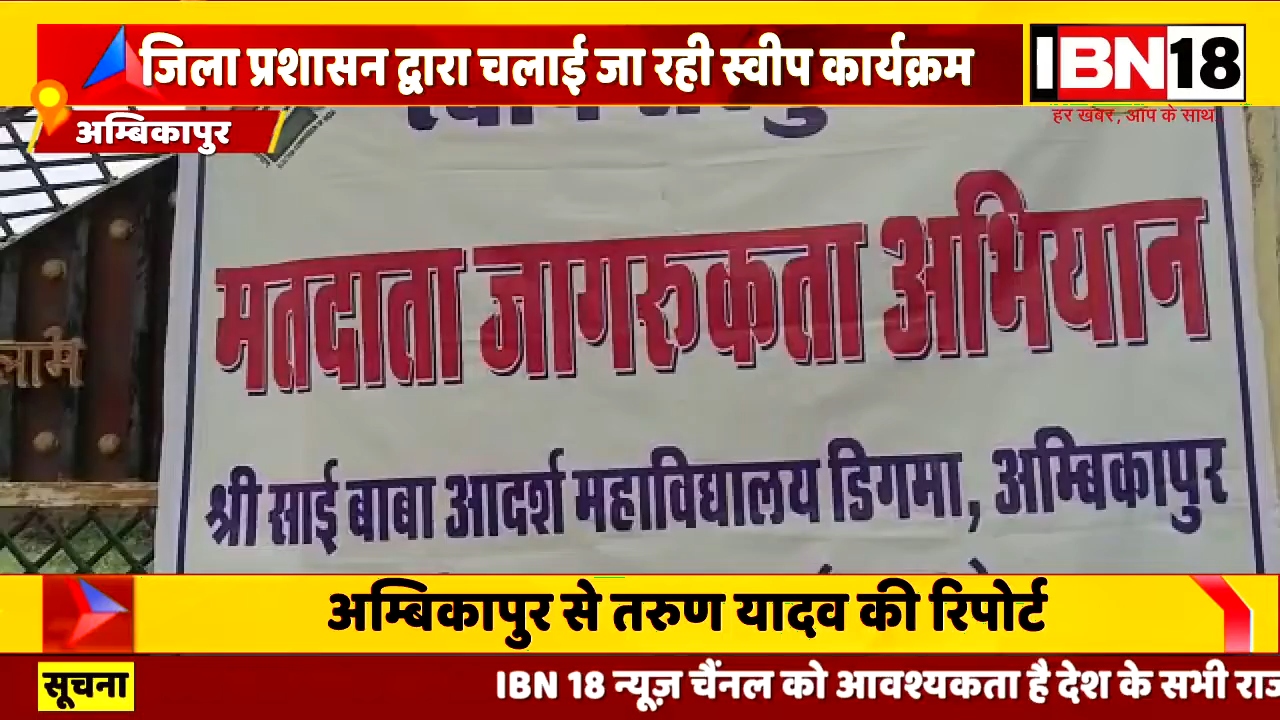 जिला प्रशासन द्वारा चलाई जा रही स्वीप कार्यक्रम
IBN18
हर खबर, आप के साथ
अम्बिकापुर
मतदाता जागरुकता अभियान
श्री साई बाबा आदर्श महाविद्यालय डिगमा, अम्बिकापुर
अम्बिकापुर से तरुण यादव की रिपोर्ट
सूचना
IBN 18 न्यूज़ चैंनल को आवश्यकता है देश के सभी